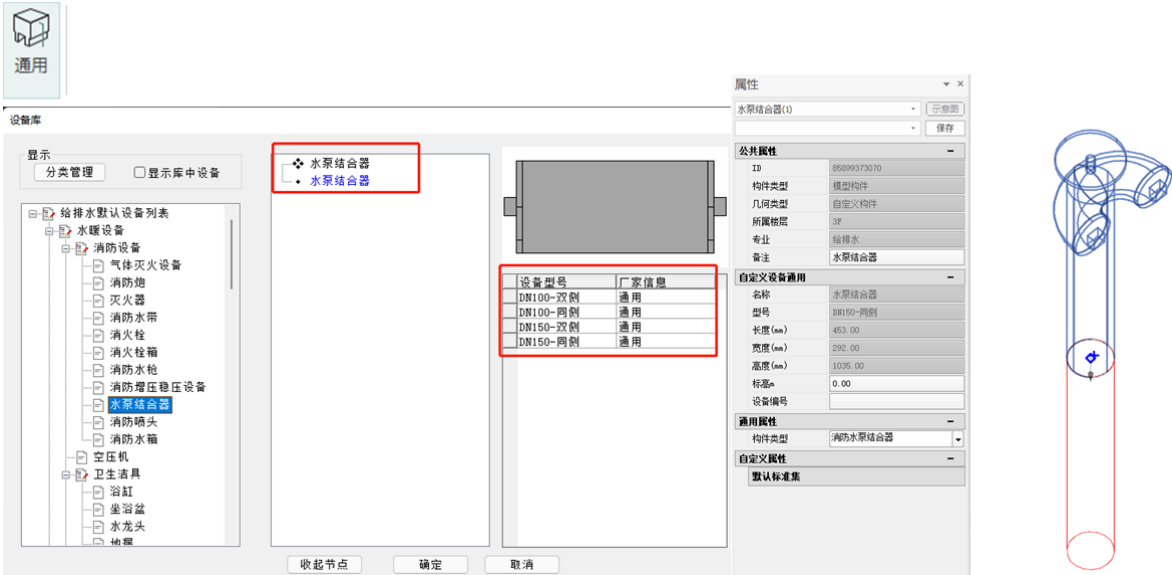 通用
设备库
显示
分类管理
显示库中设备
给排水默认设备列表
水暖设备
消防设备
气体灭火设备
消防炮
灭火器
消防水带
消火栓
消火栓箱
消防水枪
消防增压稳压设备
水泵结合器
消防喷头
消防水箱
空压机
卫生洁具
浴缸
坐浴盆
水龙头
地漏
水泵结合器
水泵结合器
设备型号 厂家信息
DN100-双侧 通用
DN100-同侧 通用
DN150-双侧 通用
DN150-同侧 通用
收起节点 确定 取消
属性
水泵结合器(1) 示意图
保存
公共属性
ID 85899373070
构件类型 模型构件
几何类型 自定义构件
所属楼层 3F
专业 给排水
备注 水泵结合器
自定义设备通用
名称 水泵结合器
型号 DN150-同侧
长度(mm) 453.00
宽度(mm) 292.00
高度(mm) 1035.00
标高m 0.00
设备编号
通用属性
构件类型 消防水泵结合器
自定义属性
默认标准集